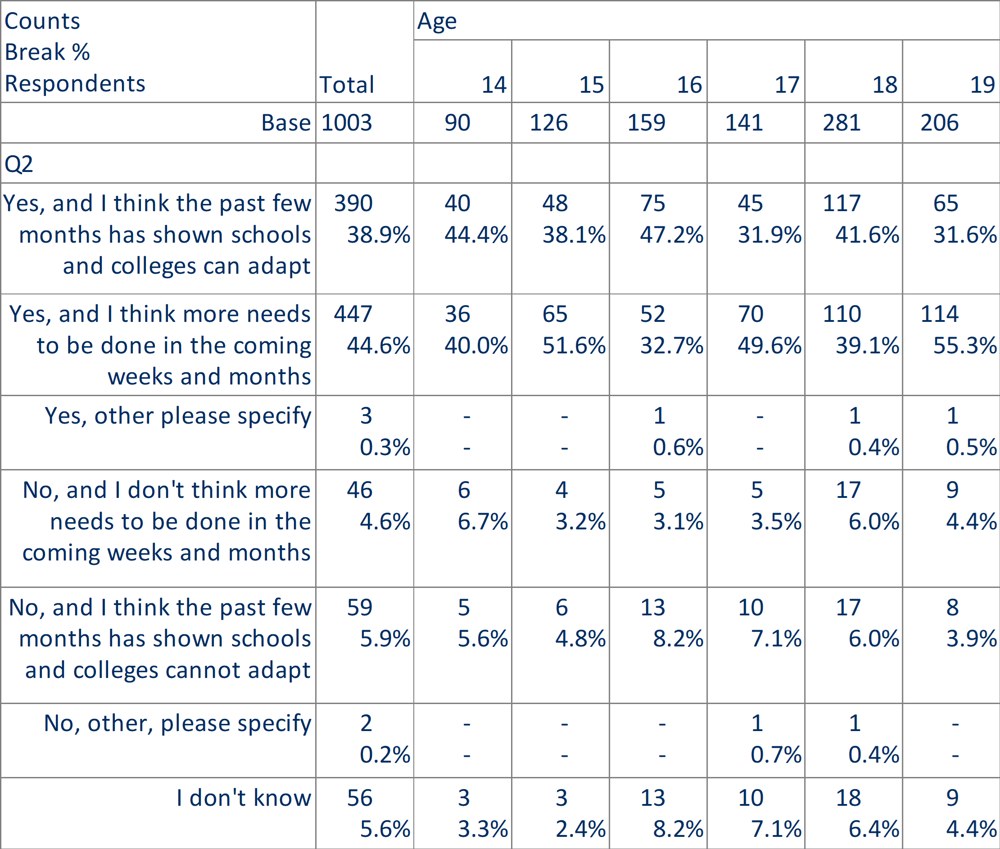 Counts
Break %
Respondents
Total
Age
14 15 16 17 18 19
Base 1003 90 126 159 141 281 206
Q2
Yes, and I think the past few 390 40 48 75 45 117 65
months has shown schools 38.9% 44.4% 38.1% 47.2% 31.9% 41.6% 31.6%
and colleges can adapt
Yes, and I think more needs 447 36 65 52 70 110 114
to be done in the coming 44.6% 40.0% 51.6% 32.7% 49.6% 39.1% 55.3%
weeks and months
Yes, other please specify 3 - - 1 - 1 1
0.3% - - 0.6% - 0.4% 0.5%
No, and I don't think more 46 6 4 5 5 17 9
needs to be done in the 4.6% 6.7% 3.2% 3.1% 3.5% 6.0% 4.4%
coming weeks and months
No, and I think the past few 59 5 6 13 10 17 8
months has shown schools 5.9% 5.6% 4.8% 8.2% 7.1% 6.0% 3.9%
and colleges cannot adapt
No, other, please specify 2 - - - 1 1 -
0.2% - - - 0.7% 0.4% -
I don't know 56 3 3 13 10 18 9
5.6% 3.3% 2.4% 8.2% 7.1% 6.4% 4.4%